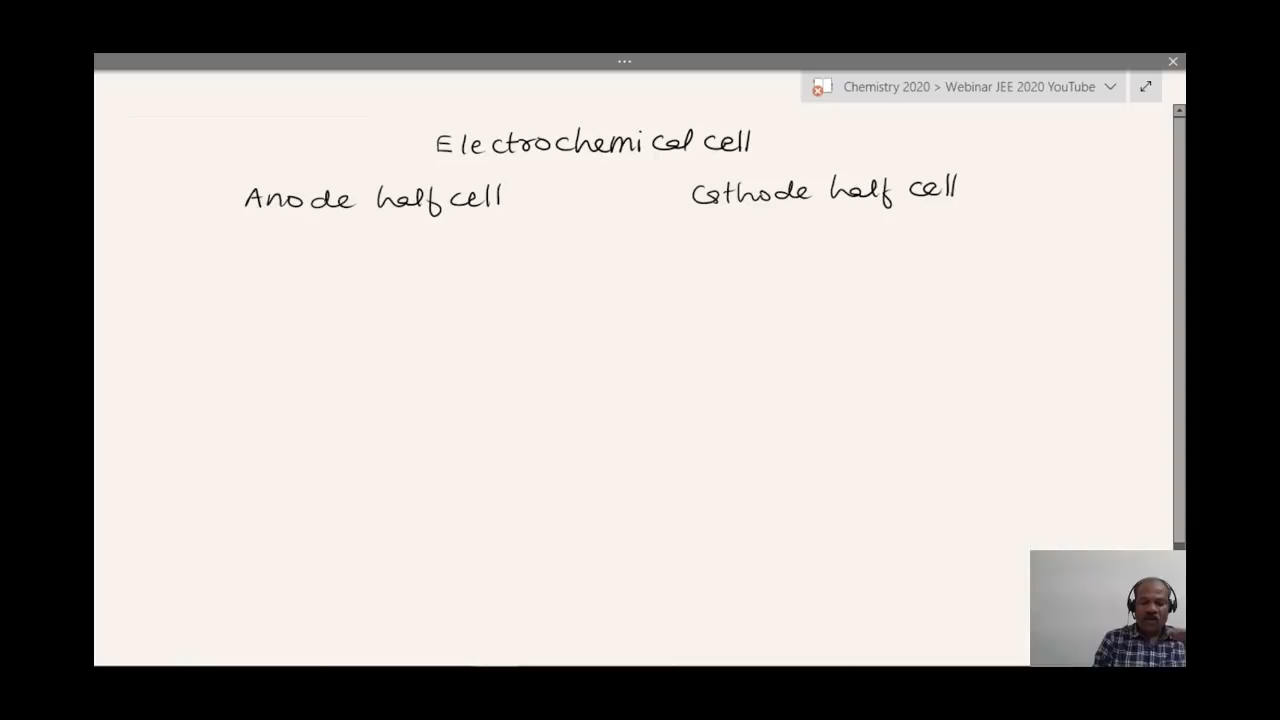 Chemistry 2020 > Webinar JEE 2020 YouTube
Electrochemical cell
Anode half cell
Cathode half cell